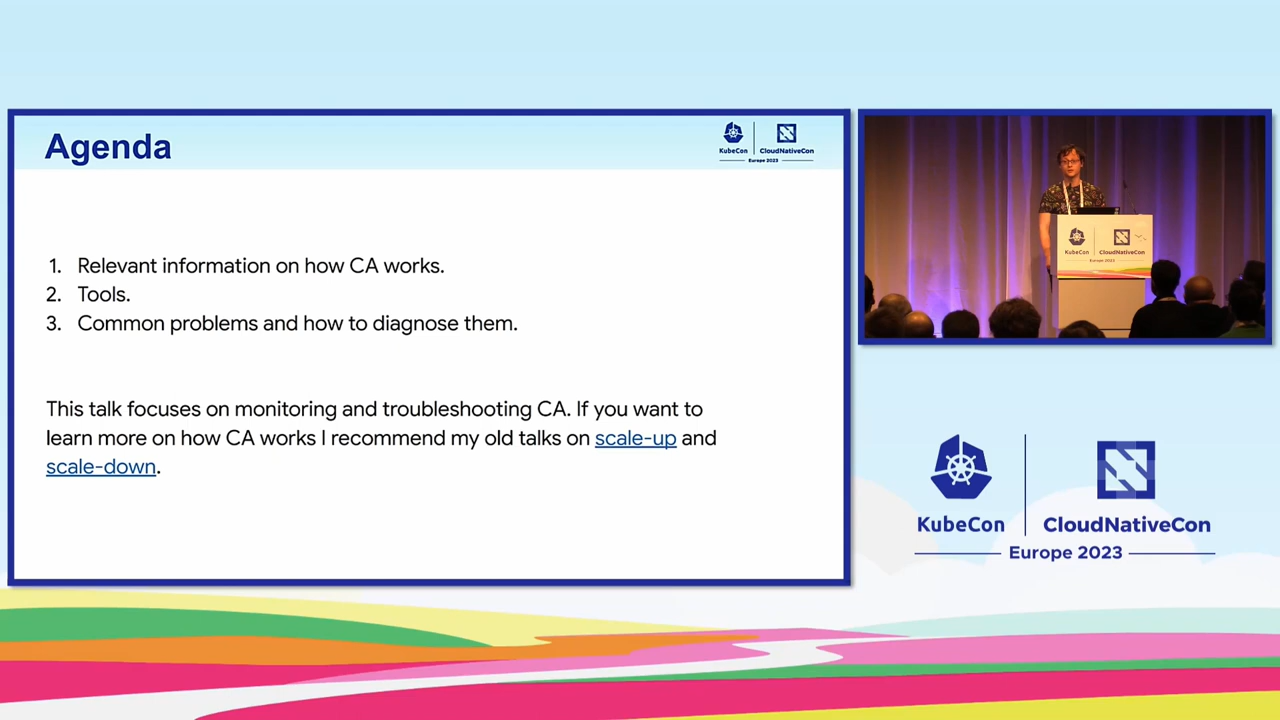 Agenda
KubeCon
CloudNativeCon
Europe 2023
1. Relevant information on how CA works.
2. Tools.
3. Common problems and how to diagnose them.
This talk focuses on monitoring and troubleshooting CA. If you want to
learn more on how CA works I recommend my old talks on scale-up and
scale-down.
KubeCon
CloudNativeCon
Europe 2023
KubeCon
CloudNativeCon
Europe 2023